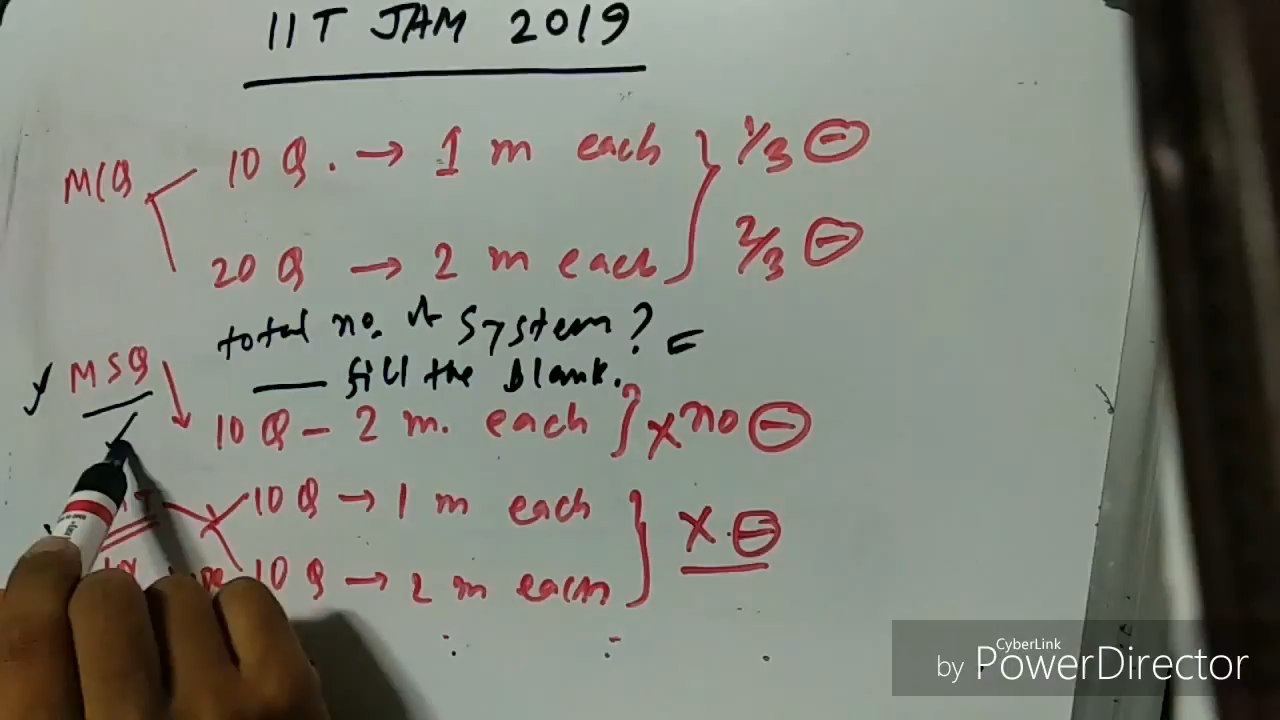 IIT JAM 2019
MCQ 10 Q. → 1 m each } 1/3 ⊖
20 Q → 2 m each 2/3 ⊖
total no. of system? =
___ fill the blank.
MSQ 10 Q - 2 m. each } × no ⊖
10 Q → 1 m each } × ⊖
10 Q → 2 m each
CyberLink
by PowerDirector